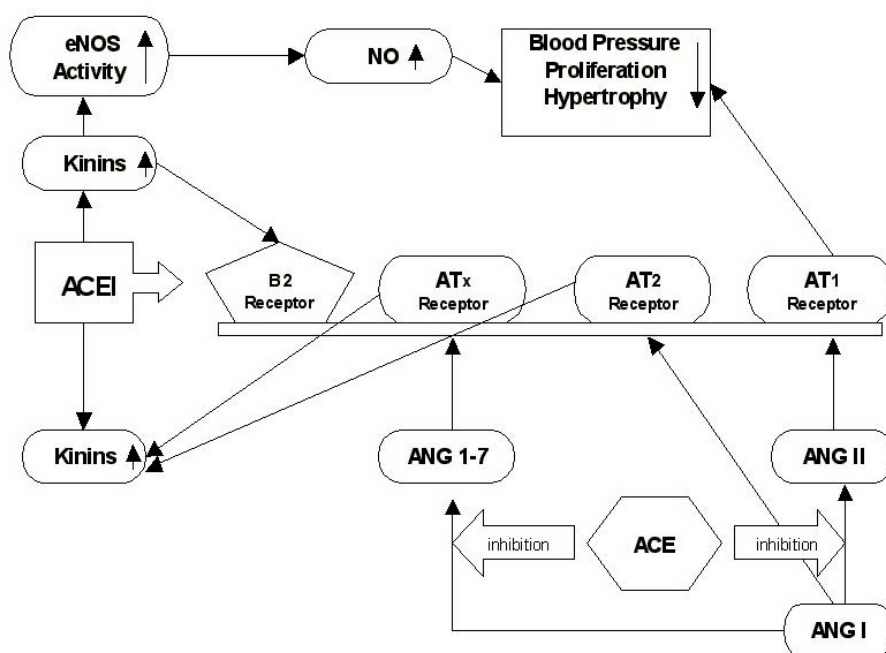 eNOS
Activity
NO
Blood Pressure
Proliferation
Hypertrophy
Kinins
ACEI
B2
Receptor
ATx
Receptor
AT2
Receptor
AT1
Receptor
Kinins
ANG 1-7
ANG II
inhibition
ACE
inhibition
ANG I